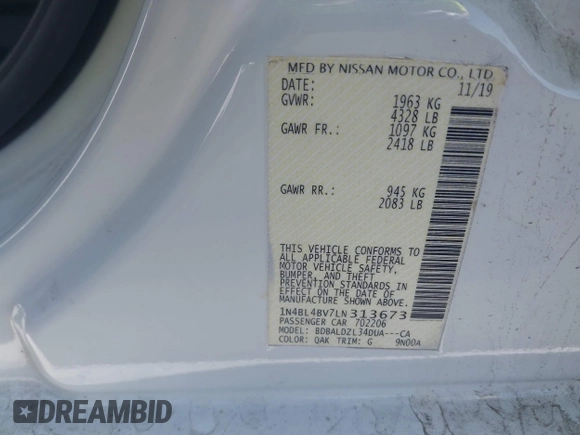 MFD BY NISSAN MOTOR CO., LTD.
DATE: 11/19
GVWR: 1963 KG
4328 LB
GAWR FR.: 1097 KG
2418 LB
GAWR RR.: 945 KG
2083 LB
THIS VEHICLE CONFORMS TO
ALL APPLICABLE FEDERAL
MOTOR VEHICLE SAFETY,
BUMPER, AND THEFT
PREVENTION STANDARDS IN
EFFECT ON THE DATE OF
MANUFACTURE SHOWN ABOVE.
1N4BL4BV7LN313673
PASSENGER CAR 702206
MODEL: BDBALDZL34DUA---CA
COLOR: QAK TRIM: G 9N00A
DREAMBID